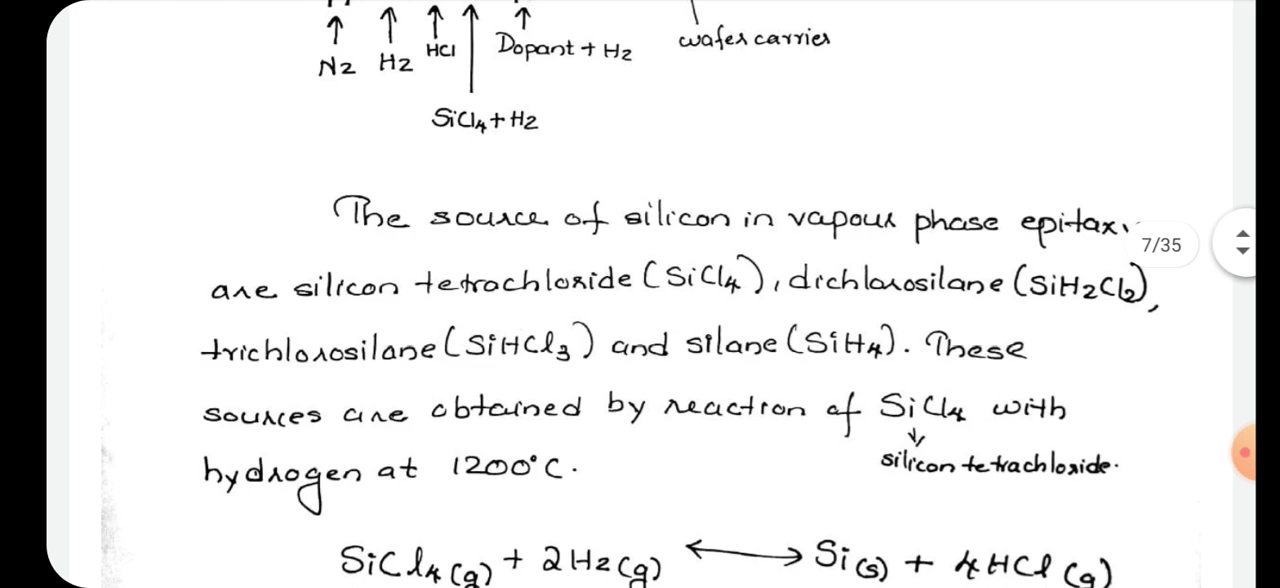 N2 H2 HCl Dopant + H2 wafer carrier
SiCl4 + H2
The source of silicon in vapour phase
7/35
are silicon tetrachloride (SiCl4), dichlorosilane (SiH2Cl2),
trichlorosilane (SiHCl3) and silane (SiH4). These
sources are obtained by reaction of SiCl4 with
silicon tetrachloride.
hydrogen at 1200°C.
SiCl4(g) + 2H2(g) ⟷ Si(s) + 4HCl(g)